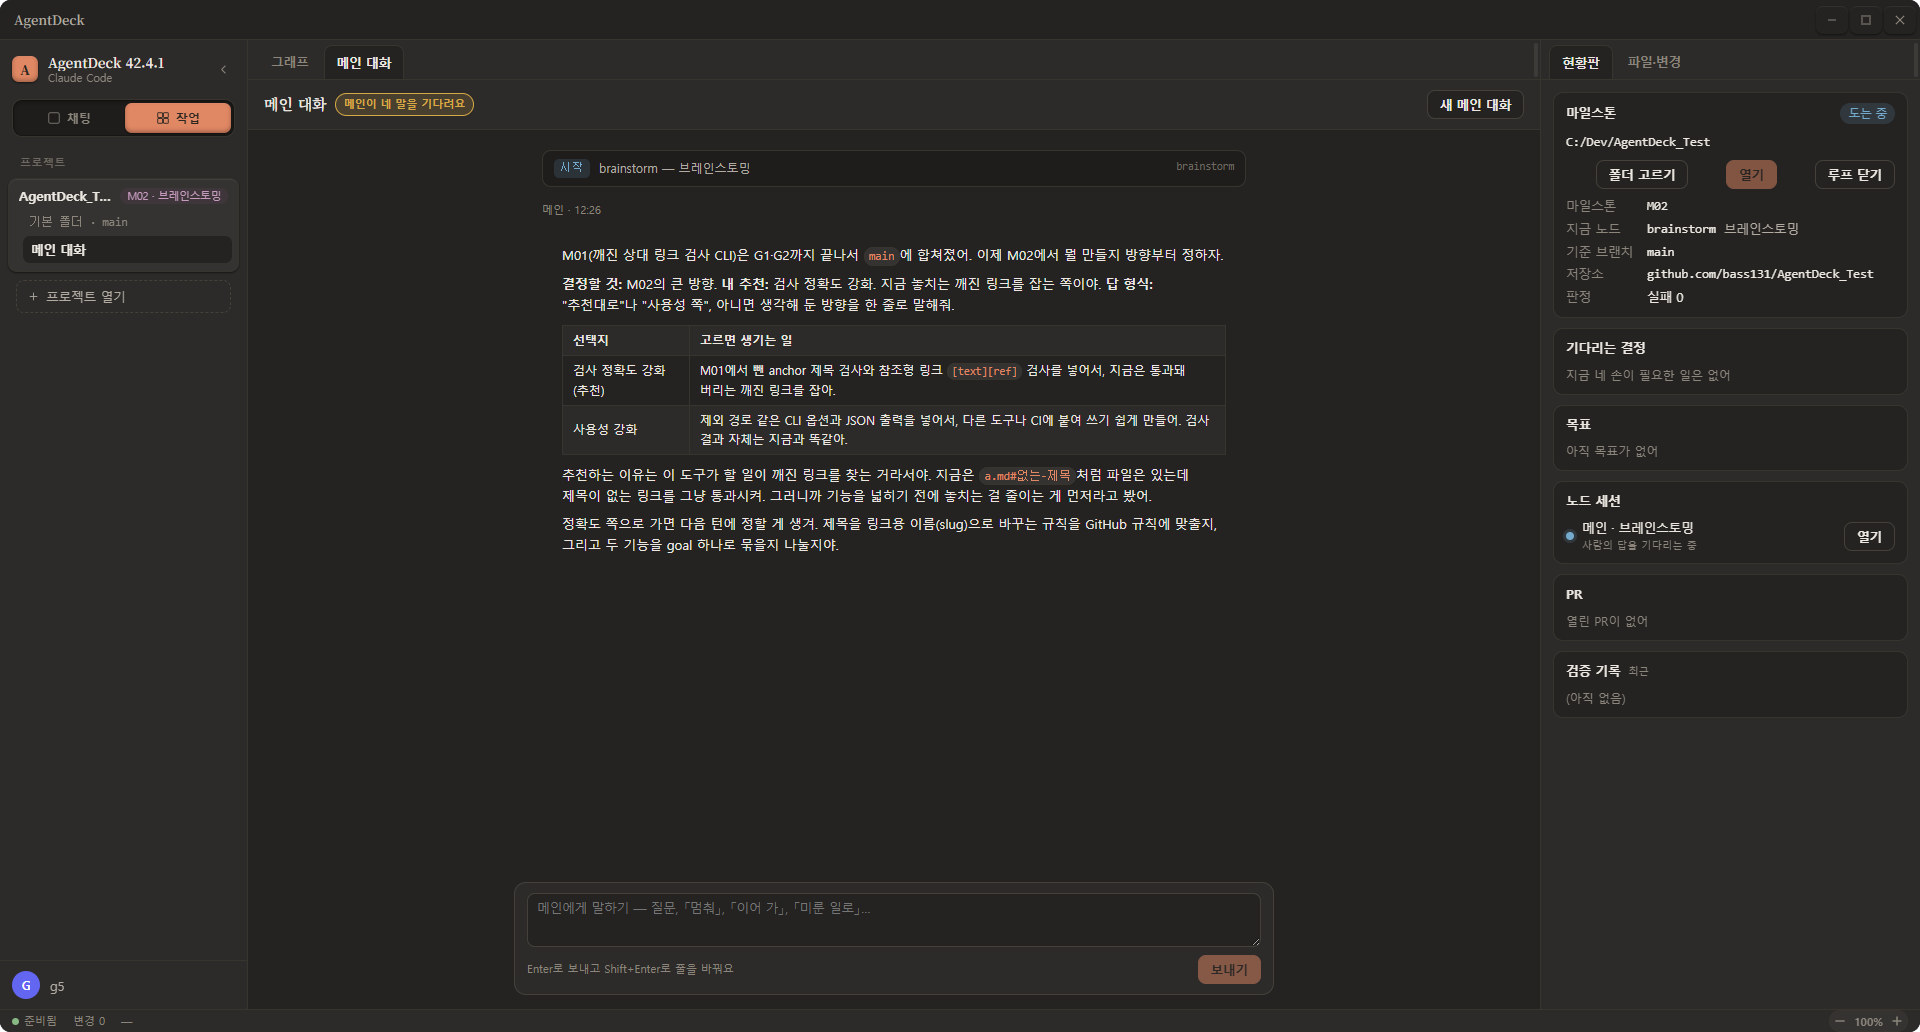 AgentDeck
A
AgentDeck 42.4.1
Claude Code
채팅
작업
프로젝트
AgentDeck_T... M02 · 브레인스토밍
기본 폴더 · main
메인 대화
+ 프로젝트 열기
G g5
그래프
메인 대화
메인 대화 메인이 네 말을 기다려요
새 메인 대화
시작 brainstorm — 브레인스토밍 brainstorm
메인 · 12:26
M01(깨진 상대 링크 검사 CLI)은 G1·G2까지 끝나서 main에 합쳐졌어. 이제 M02에서 뭘 만들지 방향부터 정하자.
결정할 것: M02의 큰 방향. 내 추천: 검사 정확도 강화. 지금 놓치는 깨진 링크를 잡는 쪽이야. 답 형식:
"추천대로"나 "사용성 쪽", 아니면 생각해 둔 방향을 한 줄로 말해줘.
선택지 고르면 생기는 일
검사 정확도 강화
(추천)
M01에서 뺀 anchor 제목 검사와 참조형 링크 [text][ref] 검사를 넣어서, 지금은 통과돼
버리는 깨진 링크를 잡아.
사용성 강화
제외 경로 같은 CLI 옵션과 JSON 출력을 넣어서, 다른 도구나 CI에 붙여 쓰기 쉽게 만들어. 검사
결과 자체는 지금과 똑같아.
추천하는 이유는 이 도구가 할 일이 깨진 링크를 찾는 거라서야. 지금은 a.md#없는-제목처럼 파일은 있는데
제목이 없는 링크를 그냥 통과시켜. 그러니까 기능을 넓히기 전에 놓치는 걸 줄이는 게 먼저라고 봤어.
정확도 쪽으로 가면 다음 턴에 정할 게 생겨. 제목을 링크용 이름(slug)으로 바꾸는 규칙을 GitHub 규칙에 맞출지,
그리고 두 기능을 goal 하나로 묶을지 나눌지야.
메인에게 말하기 — 질문, 「멈춰」, 「이어 가」, 「미룬 일로」...
Enter로 보내고 Shift+Enter로 줄을 바꿔요
보내기
현황판
파일·변경
마일스톤 도는 중
C:/Dev/AgentDeck_Test
폴더 고르기 열기 루프 닫기
마일스톤 M02
지금 노드 brainstorm 브레인스토밍
기준 브랜치 main
저장소 github.com/bass131/AgentDeck_Test
판정 실패 0
기다리는 결정
지금 네 손이 필요한 일은 없어
목표
아직 목표가 없어
노드 세션
메인 · 브레인스토밍
사람의 답을 기다리는 중
열기
PR
열린 PR이 없어
검증 기록 최근
(아직 없음)
준비됨 변경 0 —
— 100% +